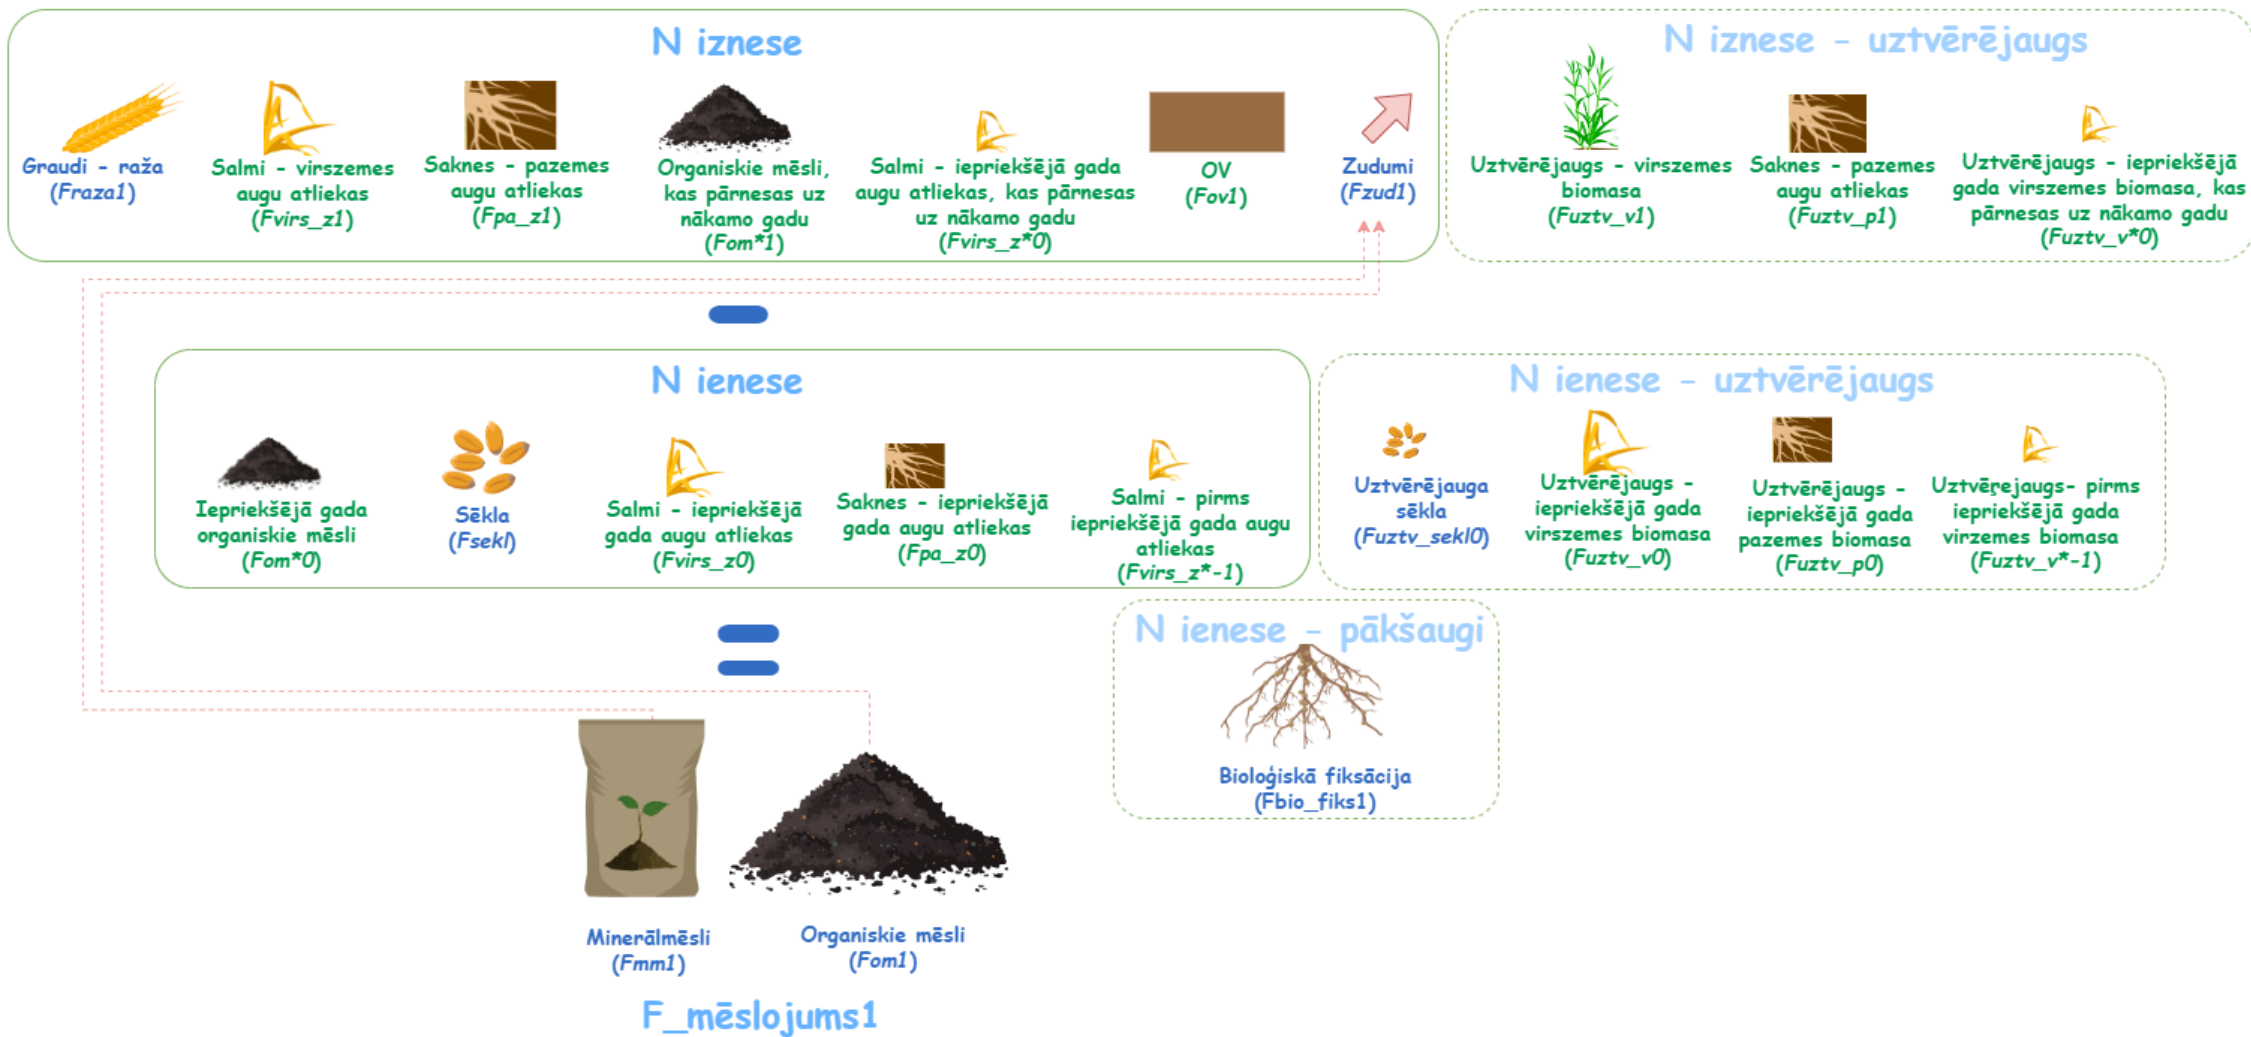 N iznese
Graudi - raža
(Fraza1)
Salmi - virszemes
augu atliekas
(Fvirs_z1)
Saknes - pazemes
augu atliekas
(Fpa_z1)
Organiskie mēsli,
kas pārnesas uz
nākamo gadu
(Fom*1)
Salmi - iepriekšējā gada
augu atliekas, kas pārnesas
uz nākamo gadu
(Fvirs_z*0)
OV
(Fov1)
Zudumi
(Fzud1)
N iznese - uztvērējaugs
Uztvērējaugs - virszemes
biomasa
(Fuztv_v1)
Saknes - pazemes
augu atliekas
(Fuztv_p1)
Uztvērējaugs - iepriekšējā
gada virszemes biomasa, kas
pārnesas uz nākamo gadu
(Fuztv_v*0)
N ienese
Iepriekšējā gada
organiskie mēsli
(Fom*0)
Sēkla
(Fsekl)
Salmi - iepriekšējā
gada augu atliekas
(Fvirs_z0)
Saknes - iepriekšējā
gada augu atliekas
(Fpa_z0)
Salmi - pirms
iepriekšējā gada augu
atliekas
(Fvirs_z*-1)
N ienese - uztvērējaugs
Uztvērējauga
sēkla
(Fuztv_sekl0)
Uztvērējaugs -
iepriekšējā gada
virszemes biomasa
(Fuztv_v0)
Uztvērējaugs -
iepriekšējā gada
pazemes biomasa
(Fuztv_p0)
Uztvēŗejaugs- pirms
iepriekšējā gada
virzemes biomasa
(Fuztv_v*-1)
N ienese - pākšaugi
Bioloģiskā fiksācija
(Fbio_fiks1)
Minerālmēsli
(Fmm1)
Organiskie mēsli
(Fom1)
F_mēslojums1